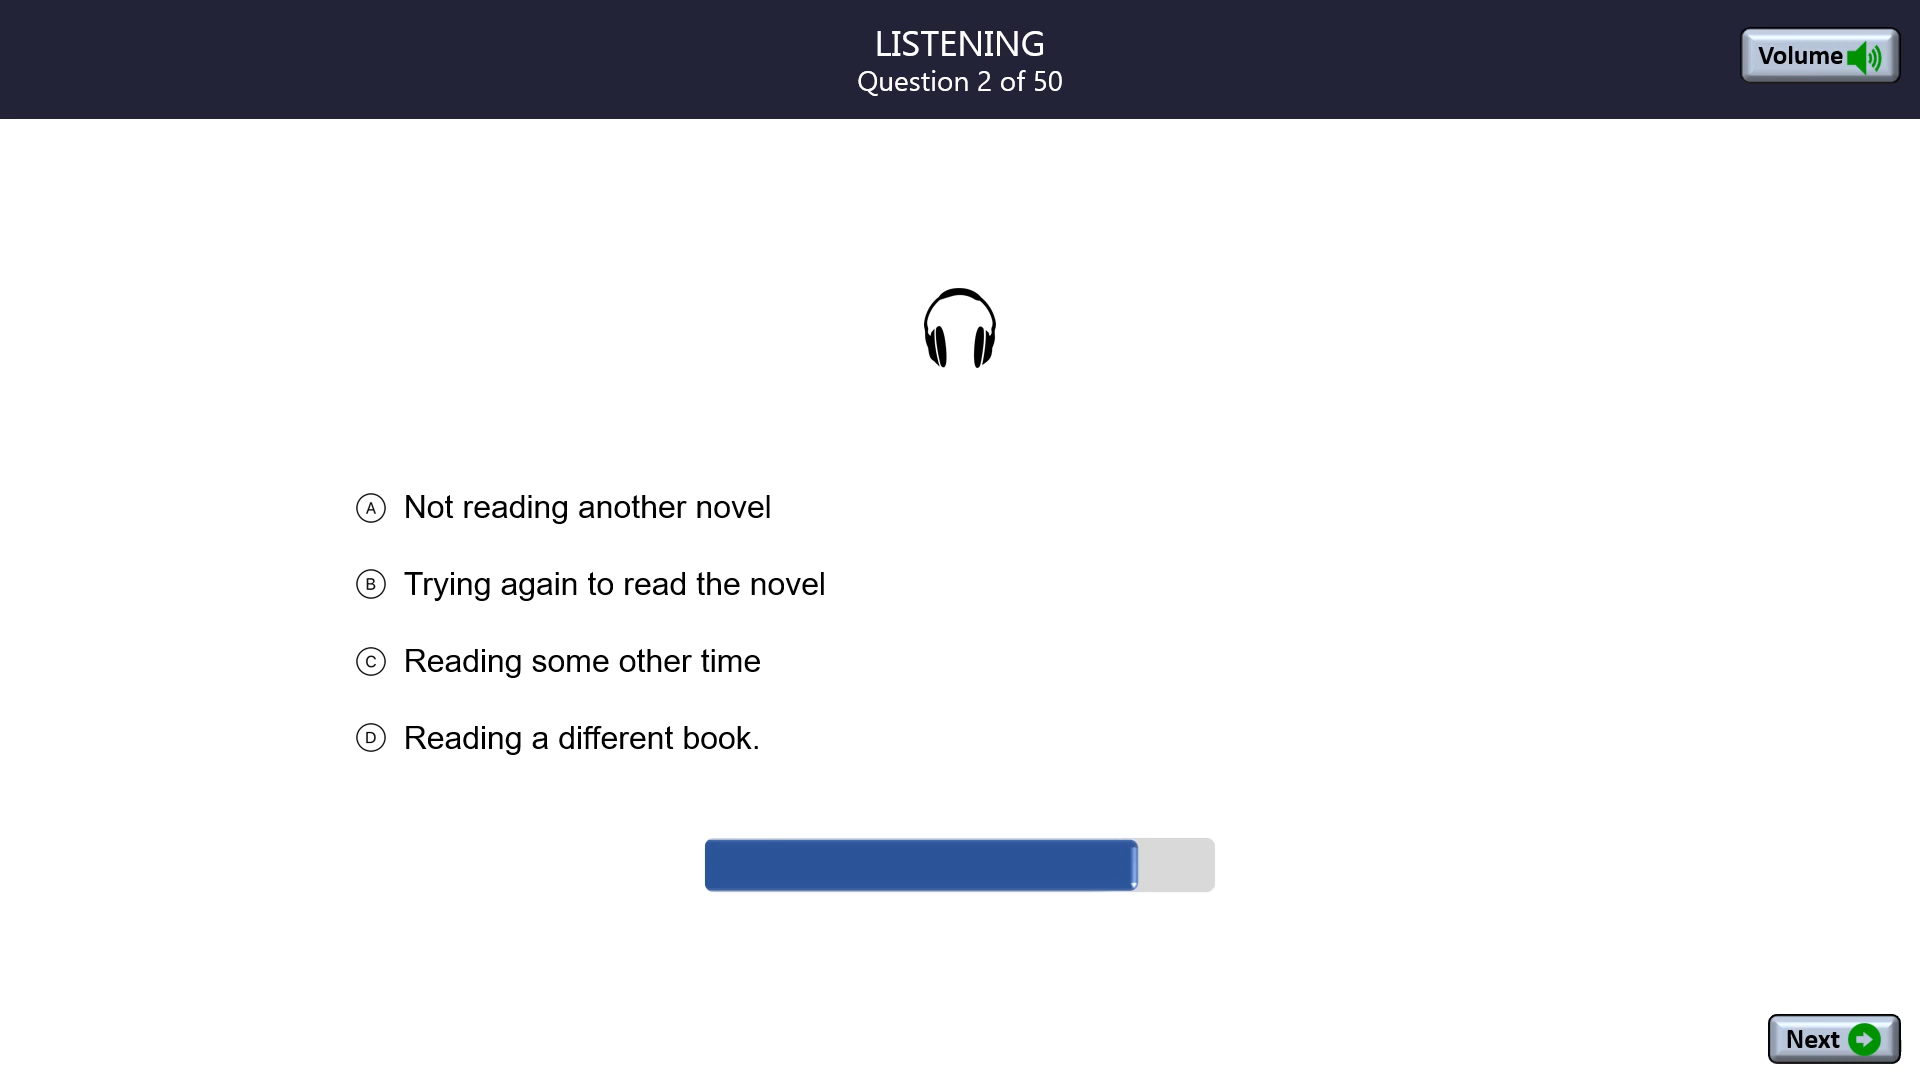 LISTENING
Question 2 of 50
Volume
A Not reading another novel
B Trying again to read the novel
C Reading some other time
D Reading a different book.
Next